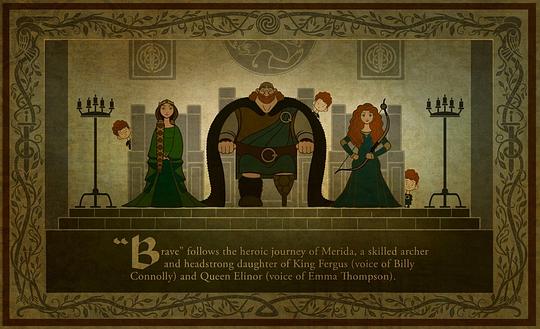 “Brave” follows the heroic journey of Merida, a skilled archer
and headstrong daughter of King Fergus (voice of Billy
Connolly) and Queen Elinor (voice of Emma Thompson).